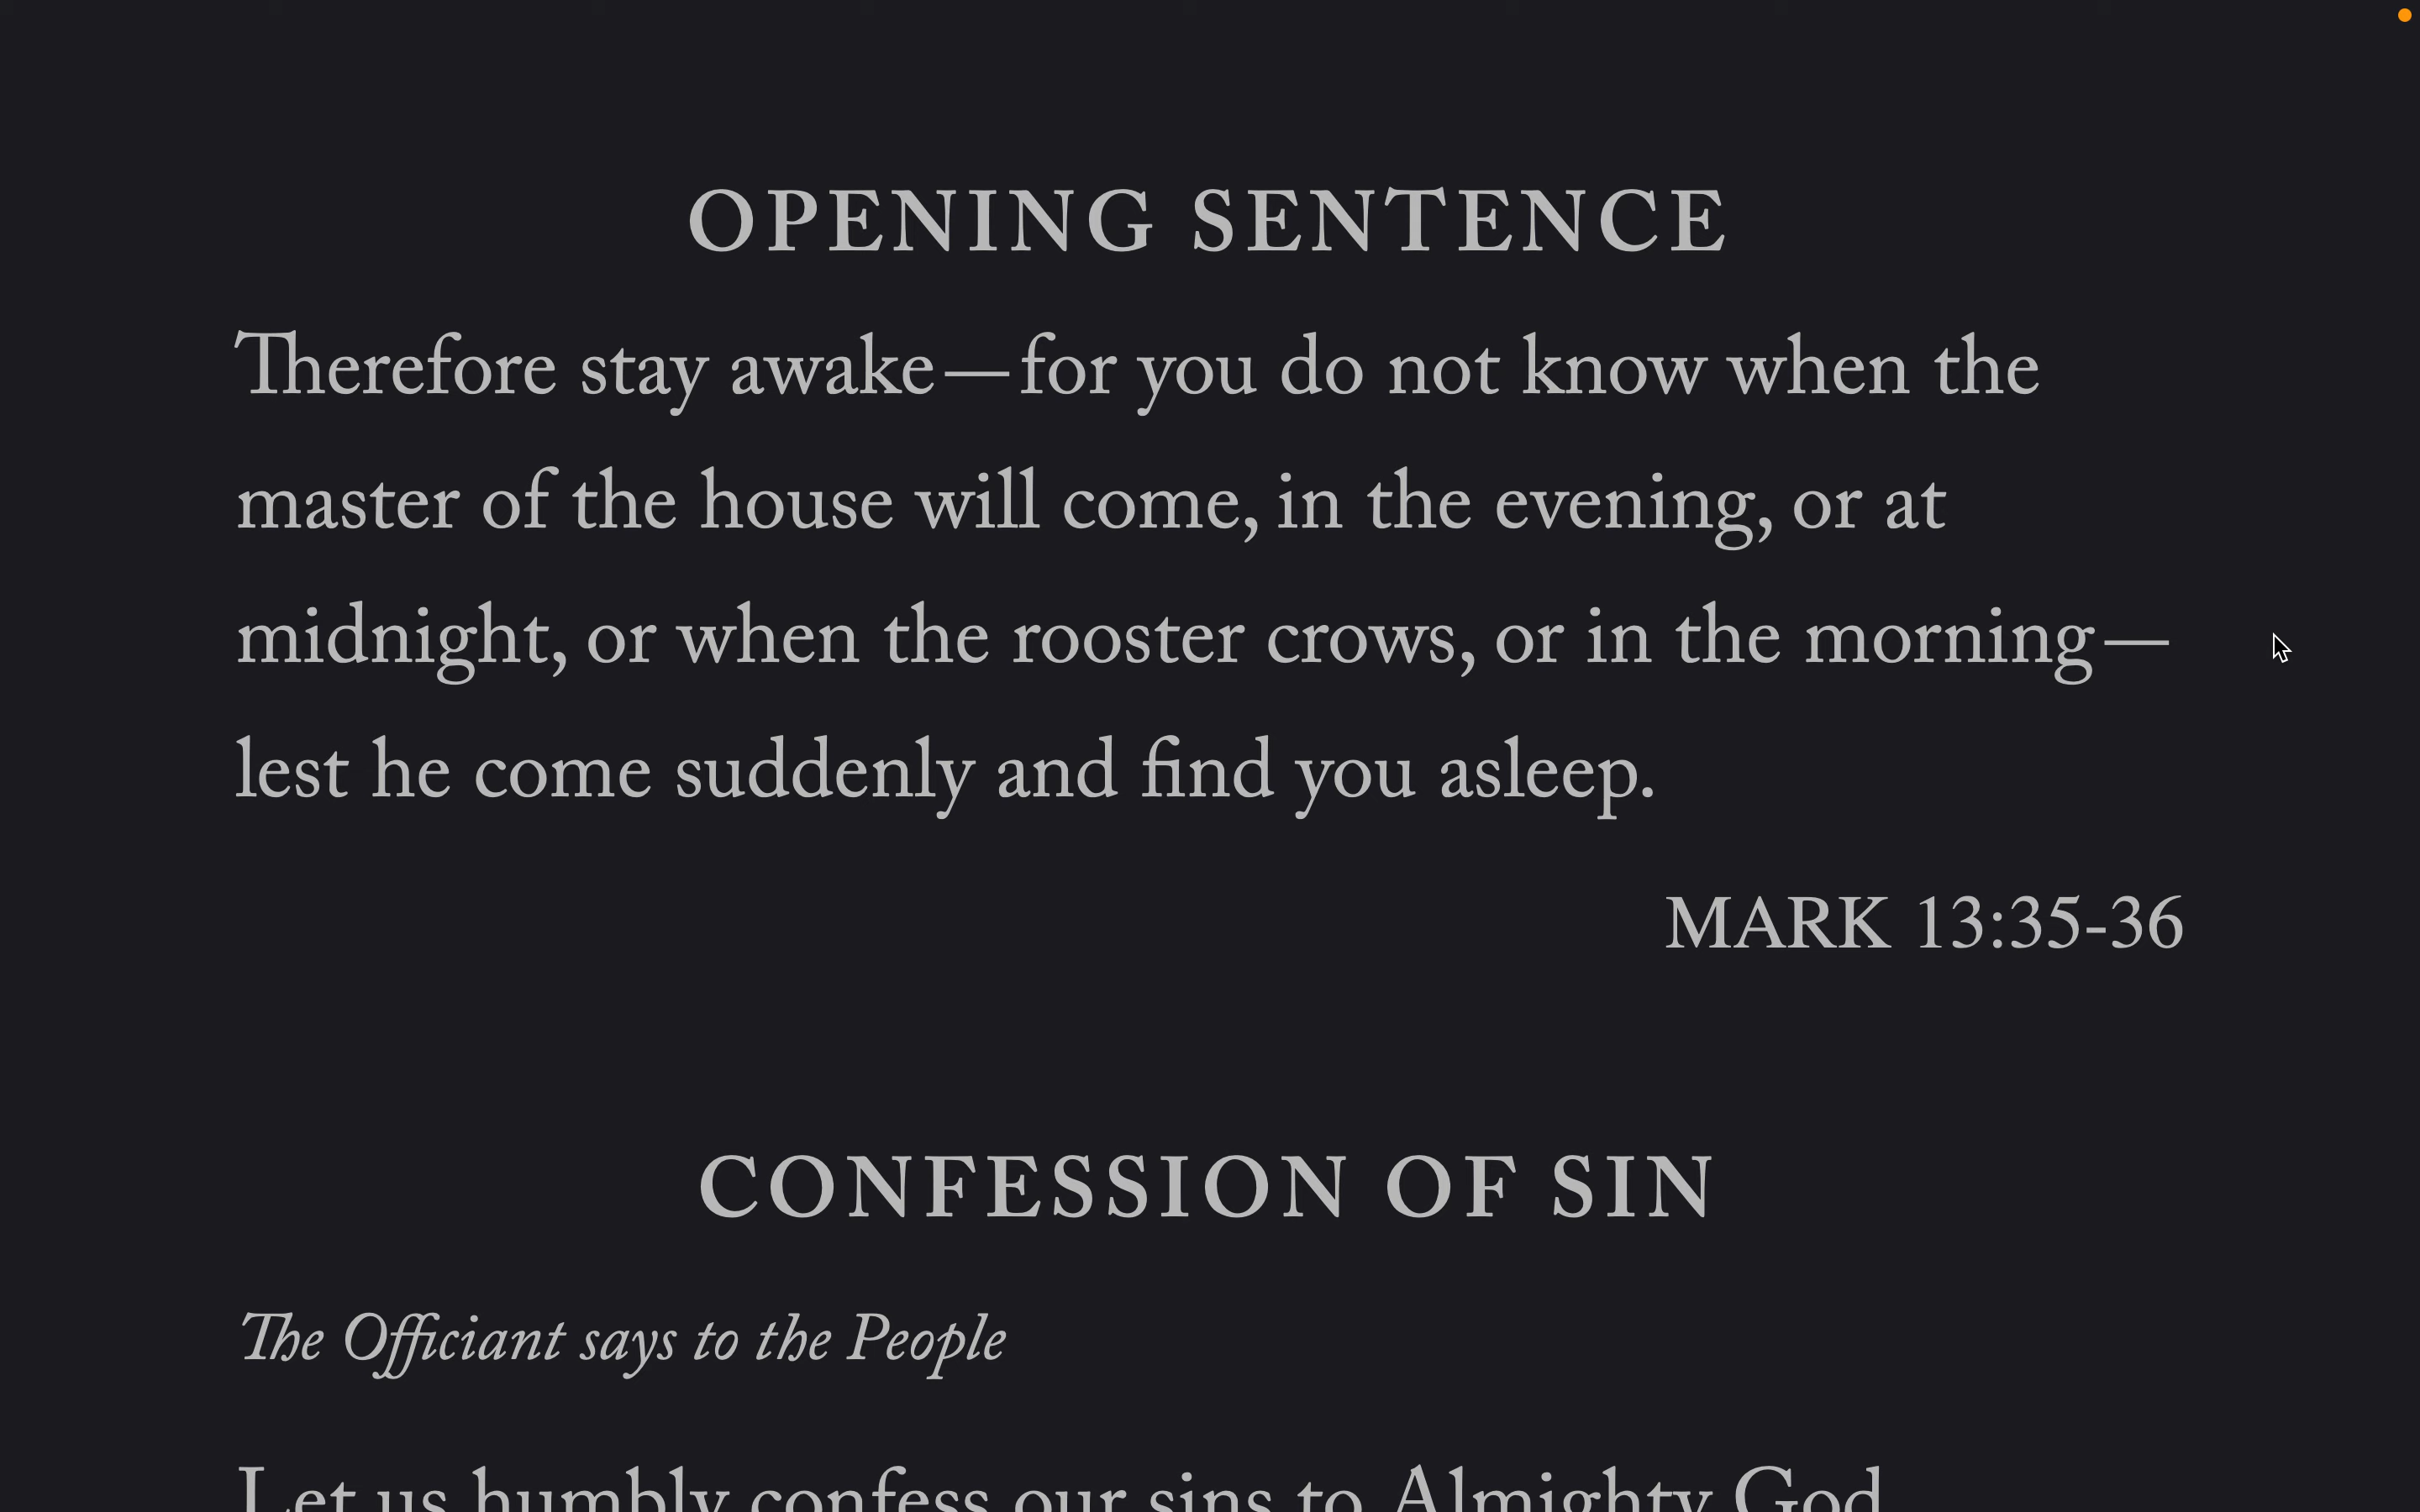 OPENING SENTENCE
Therefore stay awake—for you do not know when the
master of the house will come, in the evening, or at
midnight, or when the rooster crows, or in the morning—
lest he come suddenly and find you asleep.
MARK 13:35-36
CONFESSION OF SIN
The Officiant says to the People
Let us humbly confess our sins to Almighty God